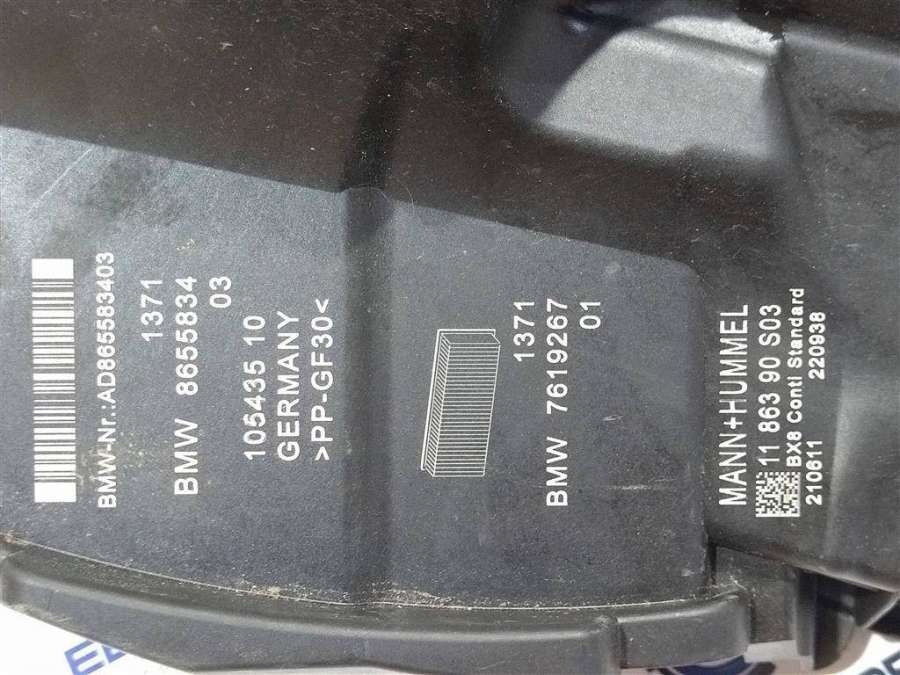 BMW-Nr.:AD865583403
1371
BMW 8655834
03
105435 10
GERMANY
>PP-GF30<
1371
BMW 7619267
01
MANN+HUMMEL
11 863 90 S03
BX8 Conti Standard
210611 220938